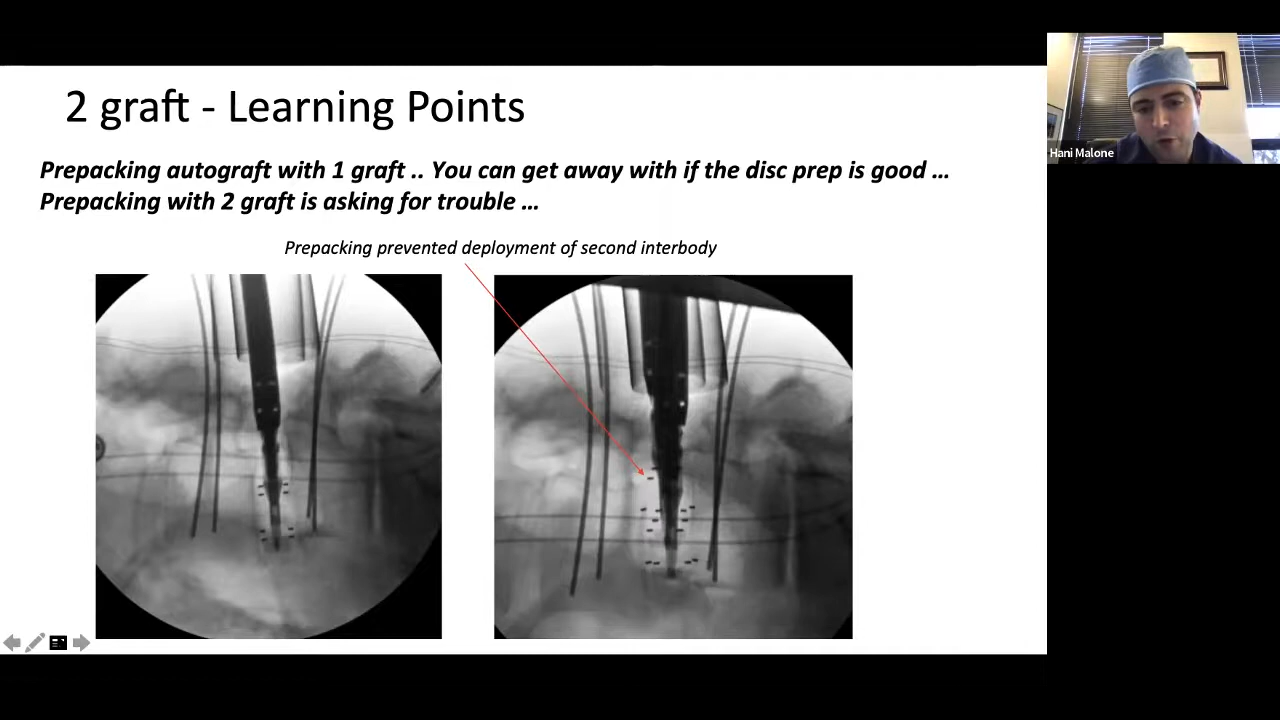 2 graft - Learning Points
Prepacking autograft with 1 graft .. You can get away with if the disc prep is good ...
Prepacking with 2 graft is asking for trouble ...
Prepacking prevented deployment of second interbody
Hani Malone